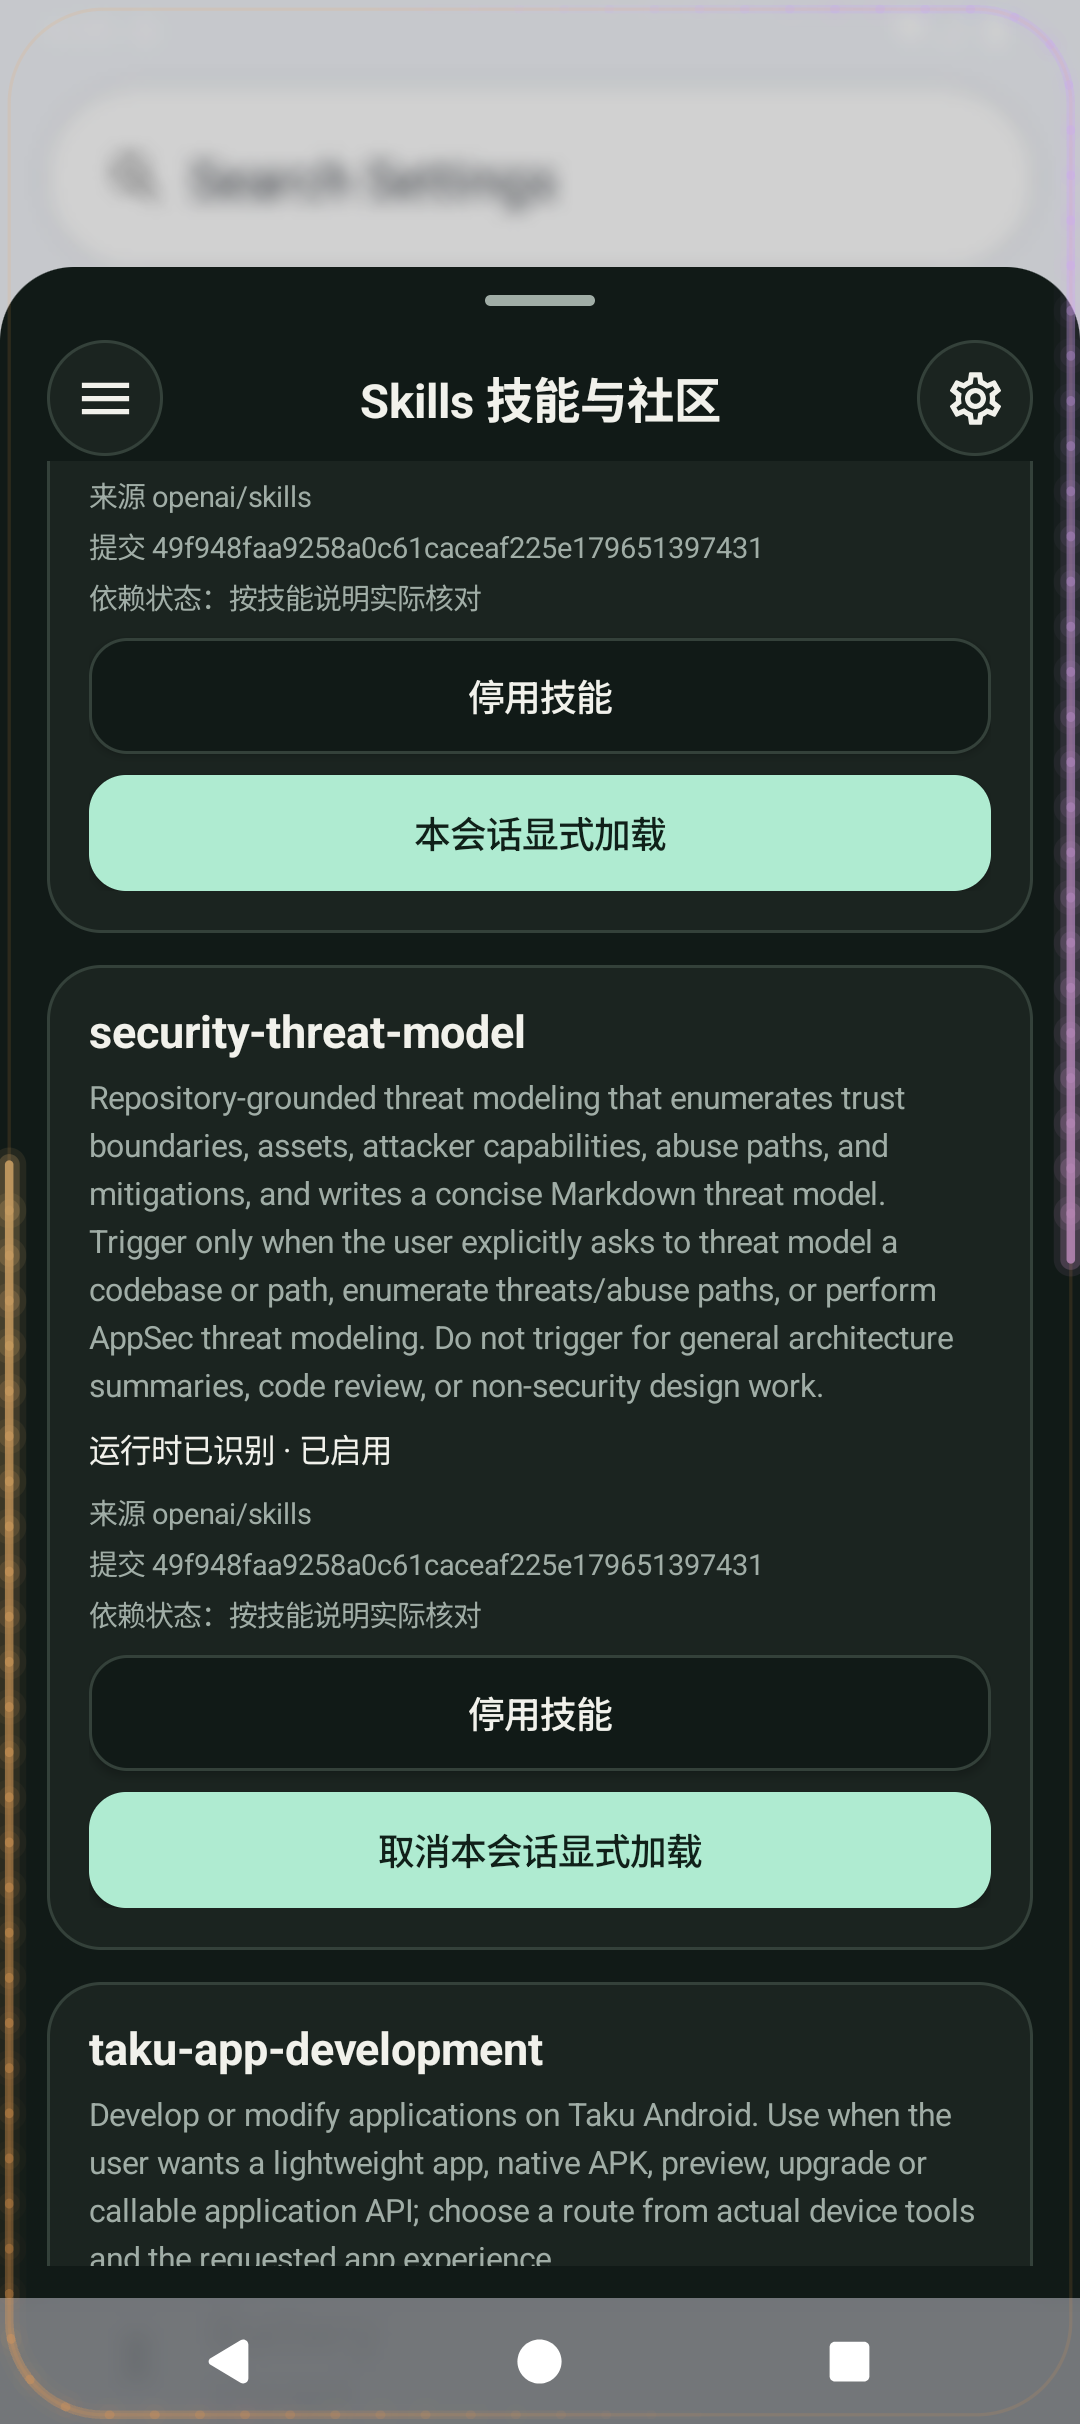 Search Settings
Skills 技能与社区
来源 openai/skills
提交 49f948faa9258a0c61caceaf225e179651397431
依赖状态：按技能说明实际核对
停用技能
本会话显式加载
security-threat-model
Repository-grounded threat modeling that enumerates trust
boundaries, assets, attacker capabilities, abuse paths, and
mitigations, and writes a concise Markdown threat model.
Trigger only when the user explicitly asks to threat model a
codebase or path, enumerate threats/abuse paths, or perform
AppSec threat modeling. Do not trigger for general architecture
summaries, code review, or non-security design work.
运行时已识别 · 已启用
来源 openai/skills
提交 49f948faa9258a0c61caceaf225e179651397431
依赖状态：按技能说明实际核对
停用技能
取消本会话显式加载
taku-app-development
Develop or modify applications on Taku Android. Use when the
user wants a lightweight app, native APK, preview, upgrade or
callable application API; choose a route from actual device tools
and the requested app experience